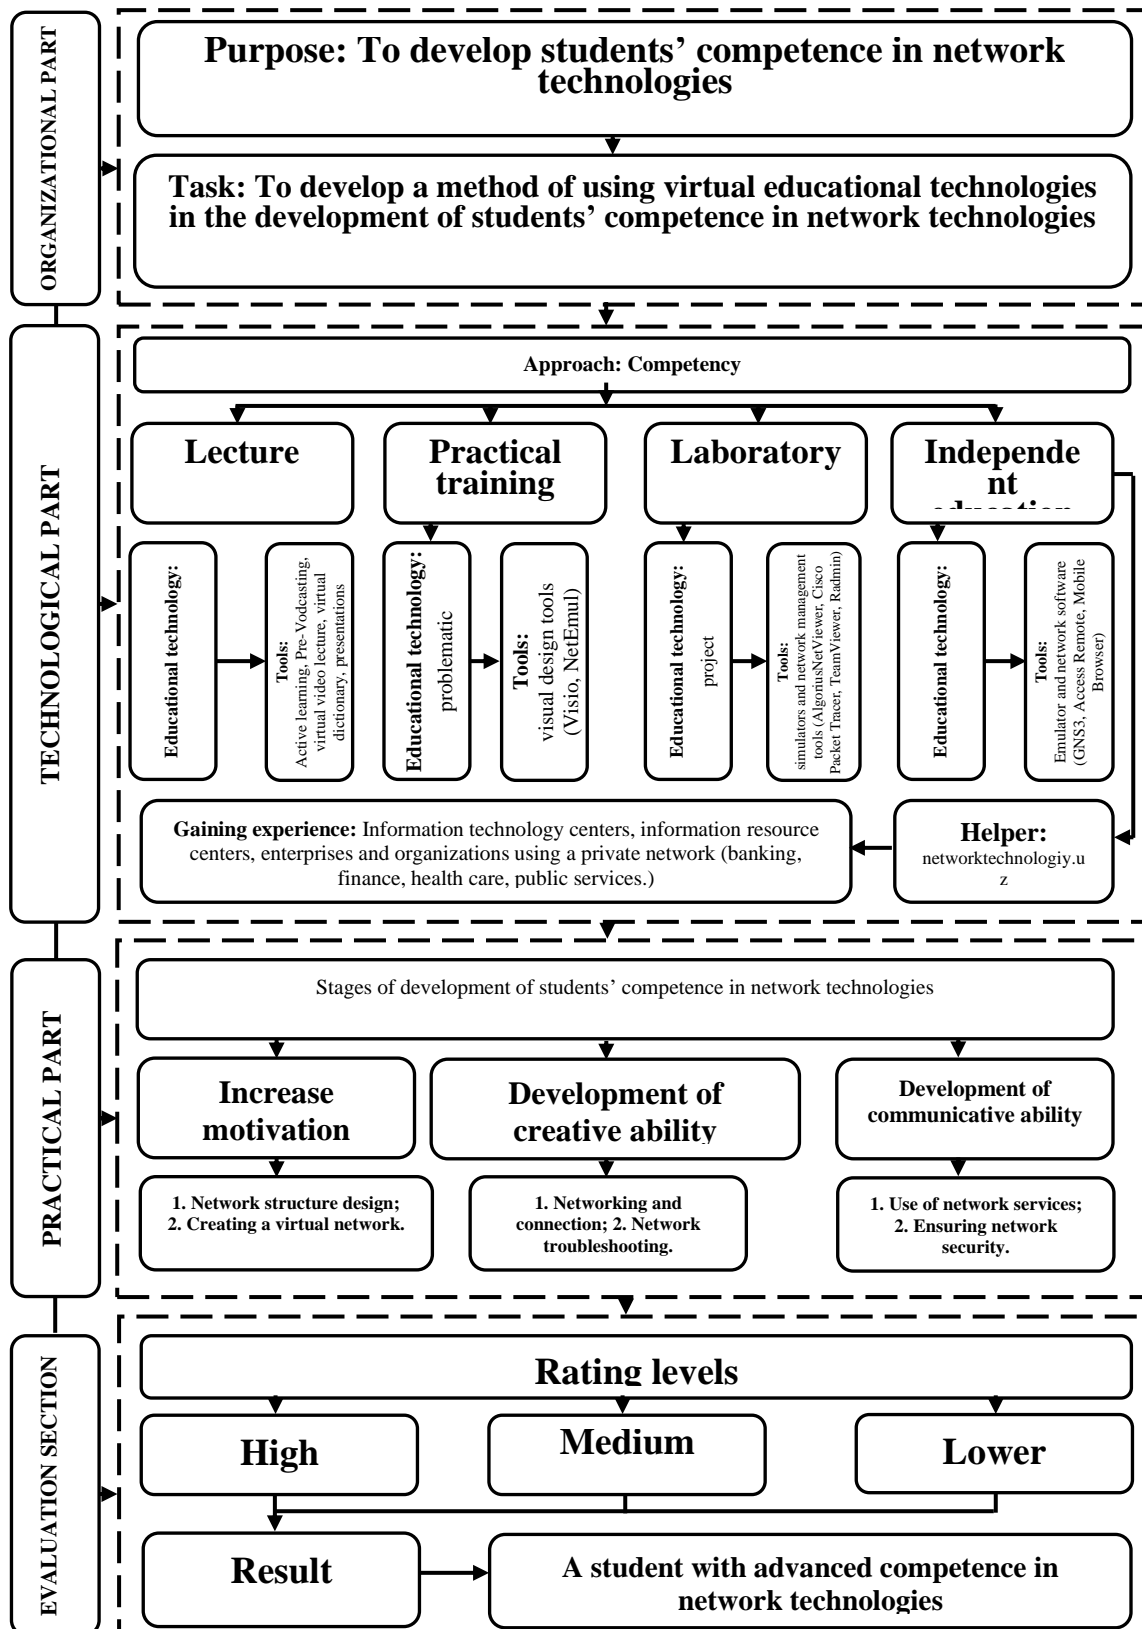 ORGANIZATIONAL PART
Purpose: To develop students’ competence in network
technologies
Task: To develop a method of using virtual educational technologies
in the development of students’ competence in network technologies
TECHNOLOGICAL PART
Approach: Competency
Lecture
Practical
training
Laboratory
Independe
nt
education
Educational technology:
Tools:
Active learning, Pre-Vodcasting,
virtual video lecture, virtual
dictionary, presentations
Educational technology:
problematic
Tools:
visual design tools
(Visio, NetEmul)
Educational technology:
project
Tools:
simulators and network management
tools (AlgoriusNetViewer, Cisco
Packet Tracer, TeamViewer, Radmin)
Educational technology:
Tools:
Emulator and network software
(GNS3, Access Remote, Mobile
Browser)
Gaining experience: Information technology centers, information resource
centers, enterprises and organizations using a private network (banking,
finance, health care, public services.)
Helper:
networktechnologiy.u
z
PRACTICAL PART
Stages of development of students’ competence in network technologies
Increase
motivation
Development of
creative ability
Development of
communicative ability
1. Network structure design;
2. Creating a virtual network.
1. Networking and
connection; 2. Network
troubleshooting.
1. Use of network services;
2. Ensuring network
security.
EVALUATION SECTION
Rating levels
High
Medium
Lower
Result
A student with advanced competence in
network technologies